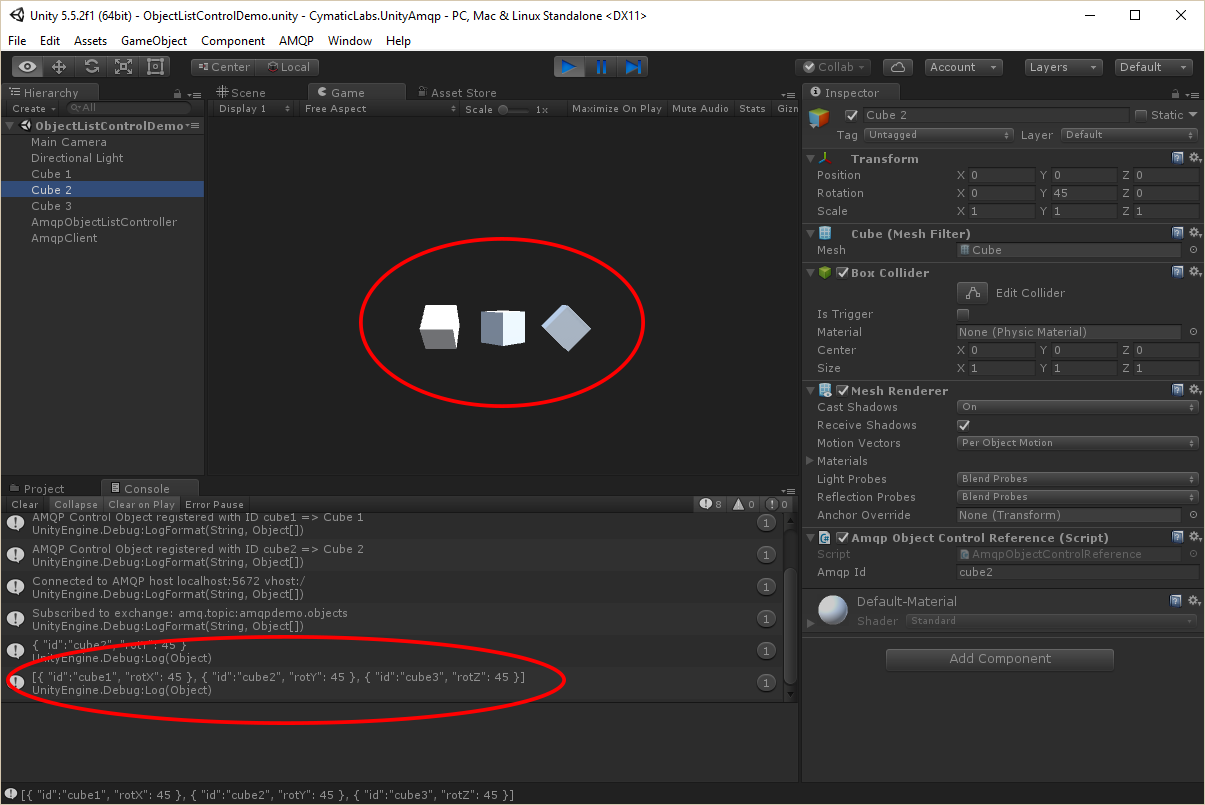 Unity 5.5.2f1 (64bit) - ObjectListControlDemo.unity - CymaticLabs.UnityAmqp - PC, Mac & Linux Standalone <DX11>
File Edit Assets GameObject Component AMQP Window Help
Center Local Collab Account Layers Default
Hierarchy
Create All
ObjectListControlDemo
Main Camera
Directional Light
Cube 1
Cube 2
Cube 3
AmqpObjectListController
AmqpClient
Scene Game Asset Store
Display 1 Free Aspect Scale 1x Maximize On Play Mute Audio Stats Gizn
Inspector
Cube 2 Static
Tag Untagged Layer Default
Transform
Position X 0 Y 0 Z 0
Rotation X 0 Y 45 Z 0
Scale X 1 Y 1 Z 1
Cube (Mesh Filter)
Mesh Cube
Box Collider
Edit Collider
Is Trigger
Material None (Physic Material)
Center X 0 Y 0 Z 0
Size X 1 Y 1 Z 1
Mesh Renderer
Cast Shadows On
Receive Shadows
Motion Vectors Per Object Motion
Materials
Light Probes Blend Probes
Reflection Probes Blend Probes
Anchor Override None (Transform)
Amqp Object Control Reference (Script)
Script AmqpObjectControlReference
Amqp Id cube2
Default-Material
Shader Standard
Add Component
Project Console
Clear Collapse Clear on Play Error Pause 8 0 0
AMQP Control Object registered with ID cube1 => Cube 1
UnityEngine.Debug:LogFormat(String, Object[]) 1
AMQP Control Object registered with ID cube2 => Cube 2
UnityEngine.Debug:LogFormat(String, Object[]) 1
Connected to AMQP host localhost:5672 vhost:/
UnityEngine.Debug:LogFormat(String, Object[]) 1
Subscribed to exchange: amq.topic:amqpdemo.objects
UnityEngine.Debug:LogFormat(String, Object[]) 1
{ "id":"cube2", "rotY": 45 }
UnityEngine.Debug:Log(Object) 1
[{ "id":"cube1", "rotX": 45 }, { "id":"cube2", "rotY": 45 }, { "id":"cube3", "rotZ": 45 }]
UnityEngine.Debug:Log(Object) 1
[{ "id":"cube1", "rotX": 45 }, { "id":"cube2", "rotY": 45 }, { "id":"cube3", "rotZ": 45 }]